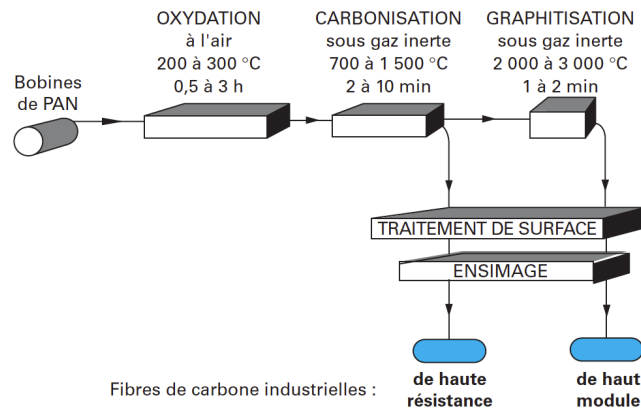 OXYDATION
à l'air
200 à 300 °C
0,5 à 3 h
CARBONISATION
sous gaz inerte
700 à 1 500 °C
2 à 10 min
GRAPHITISATION
sous gaz inerte
2 000 à 3 000 °C
1 à 2 min
Bobines
de PAN
TRAITEMENT DE SURFACE
ENSIMAGE
Fibres de carbone industrielles :
de haute
résistance
de haut
module